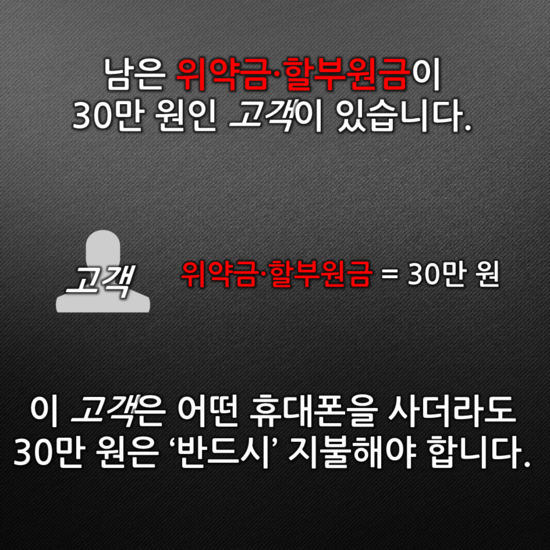 남은 위약금·할부원금이
30만 원인 고객이 있습니다.
고객
위약금·할부원금 = 30만 원
이 고객은 어떤 휴대폰을 사더라도
30만 원은 ‘반드시’ 지불해야 합니다.